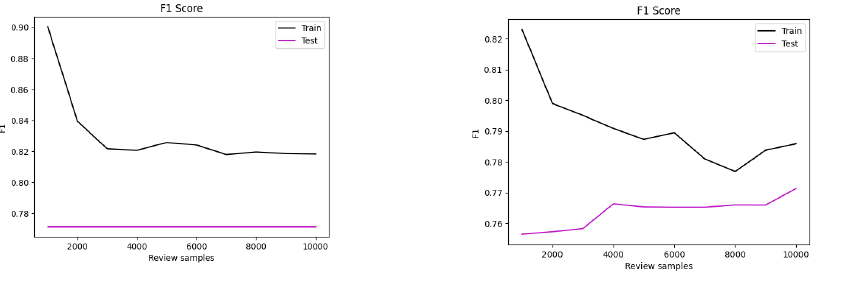 F1 Score
0.90
0.88
0.86
0.84
0.82
0.80
0.78
F1
2000 4000 6000 8000 10000
Review samples
Train
Test
F1 Score
0.82
0.81
0.80
0.79
0.78
0.77
0.76
F1
2000 4000 6000 8000 10000
Review samples
Train
Test